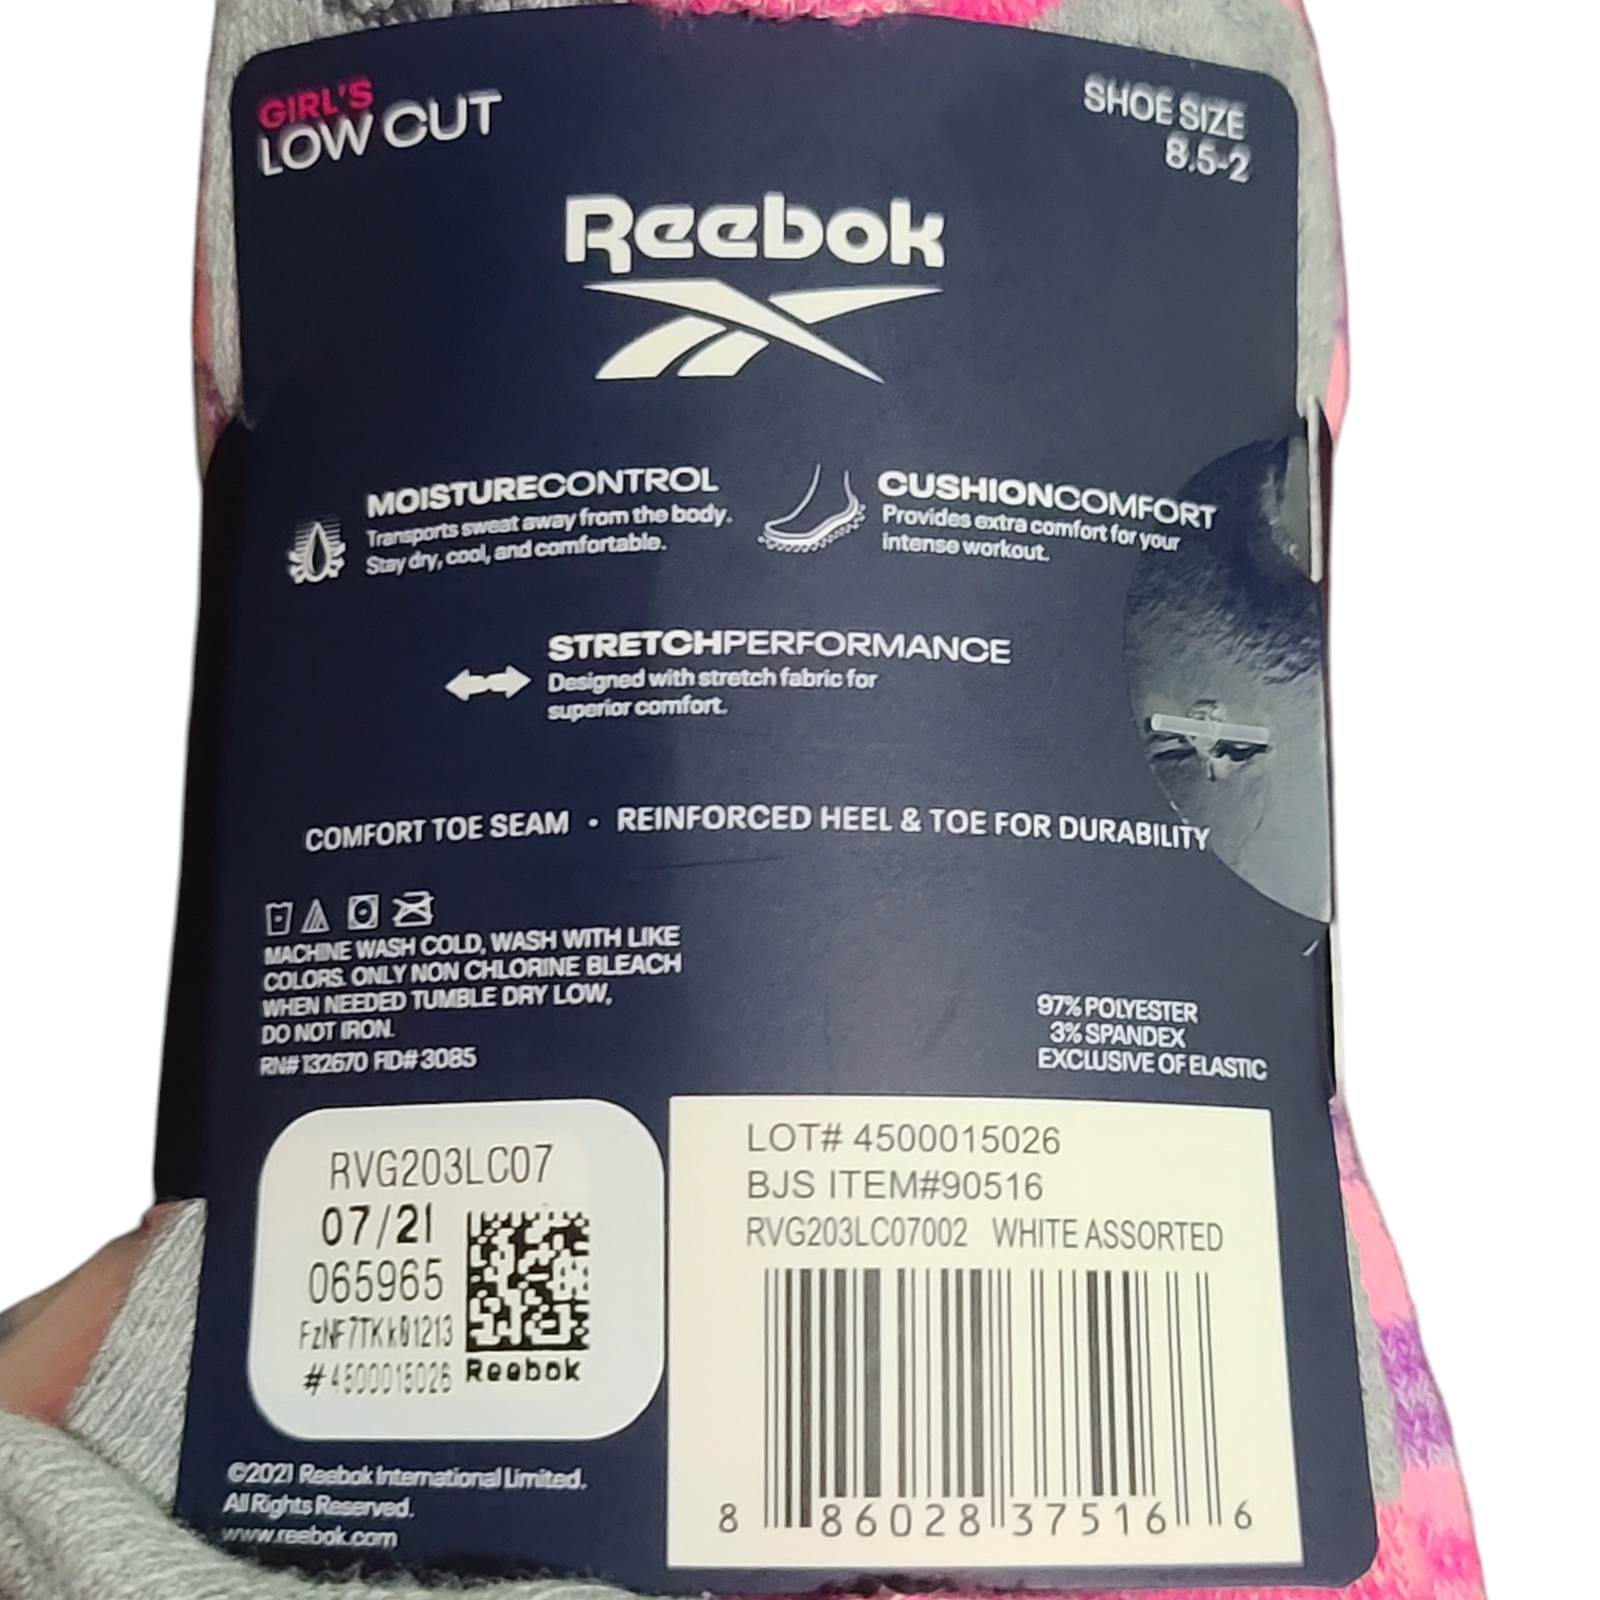 GIRL'S
LOW CUT
SHOE SIZE
8.5-2
Reebok
MOISTURECONTROL
Transports sweat away from the body.
Stay dry, cool, and comfortable.
CUSHIONCOMFORT
Provides extra comfort for your
intense workout.
STRETCHPERFORMANCE
Designed with stretch fabric for
superior comfort.
COMFORT TOE SEAM • REINFORCED HEEL & TOE FOR DURABILITY
MACHINE WASH COLD, WASH WITH LIKE
COLORS. ONLY NON CHLORINE BLEACH
WHEN NEEDED TUMBLE DRY LOW,
DO NOT IRON.
RN# 132670 FID# 3085
97% POLYESTER
3% SPANDEX
EXCLUSIVE OF ELASTIC
RVG203LC07
07/21
065965
FzNF7TKk01213
#4500015026
Reebok
LOT# 4500015026
BJS ITEM#90516
RVG203LC07002 WHITE ASSORTED
8 86028 37516 6
©2021 Reebok International Limited.
All Rights Reserved.
www.reebok.com